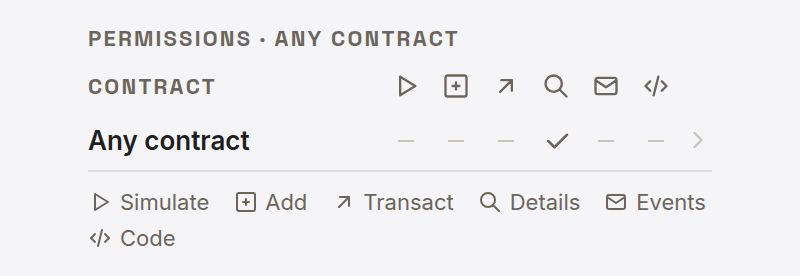 PERMISSIONS · ANY CONTRACT
CONTRACT
Any contract
Simulate Add Transact Details Events
Code